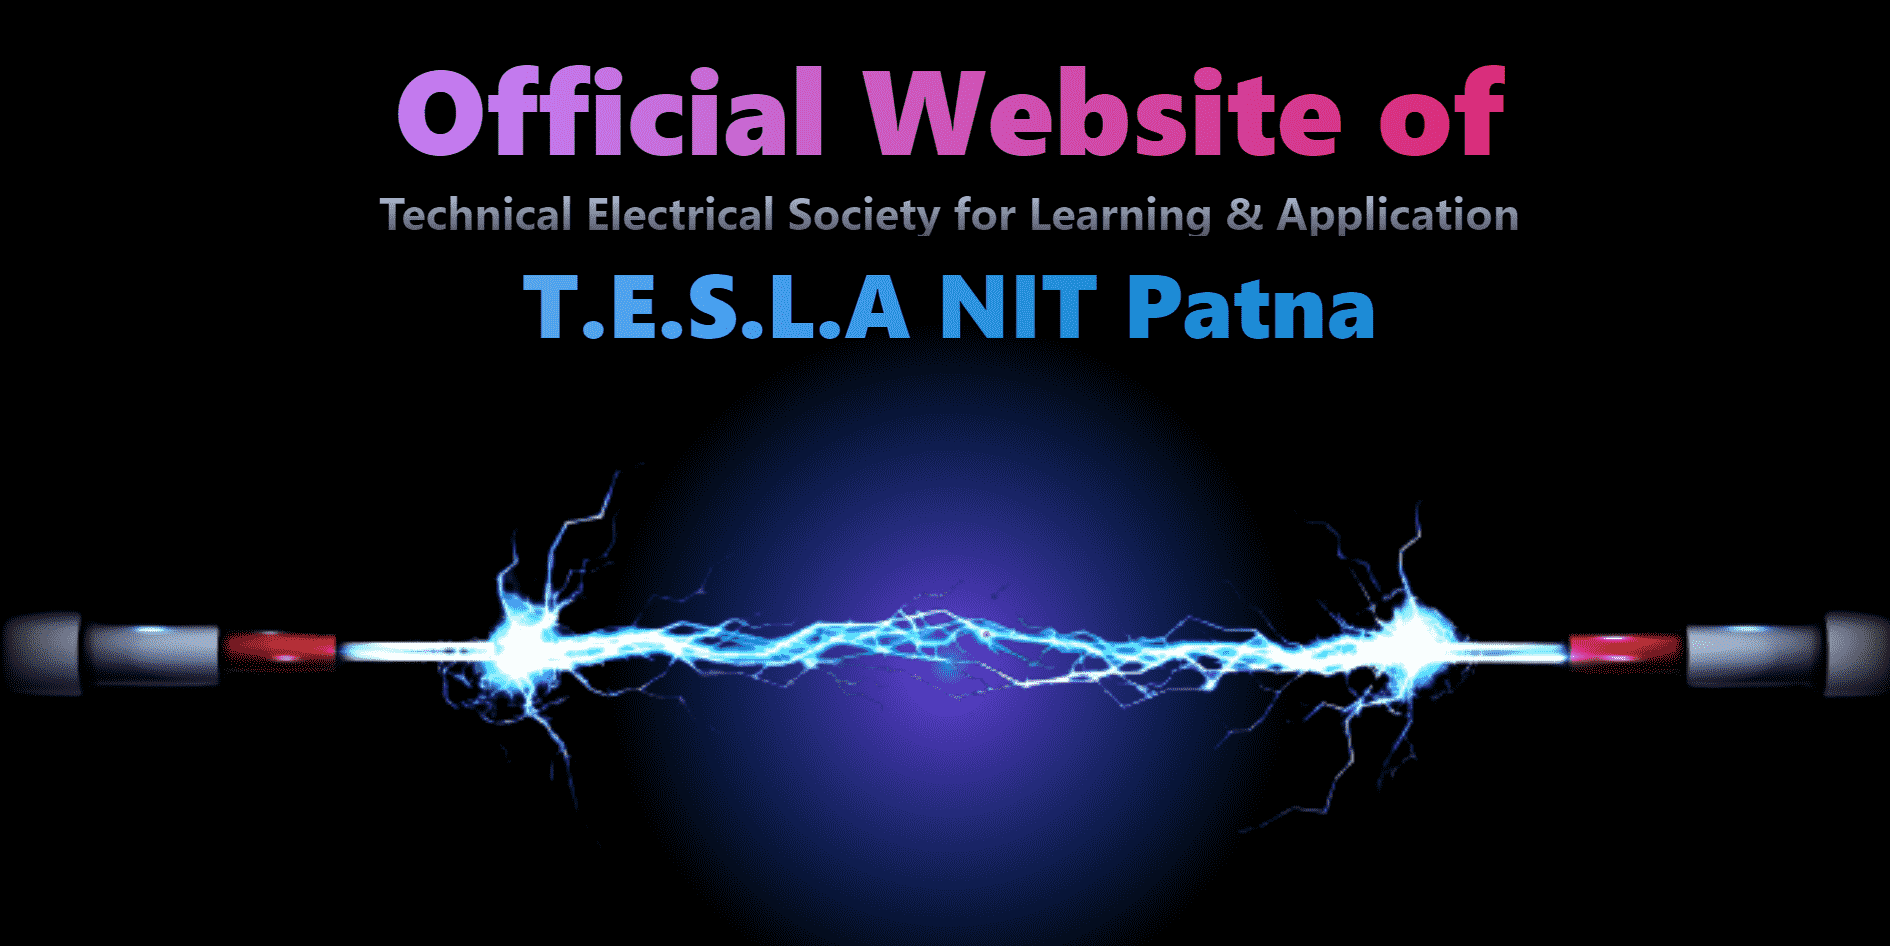 Official Website of
Technical Electrical Society for Learning & Application
T.E.S.L.A NIT Patna